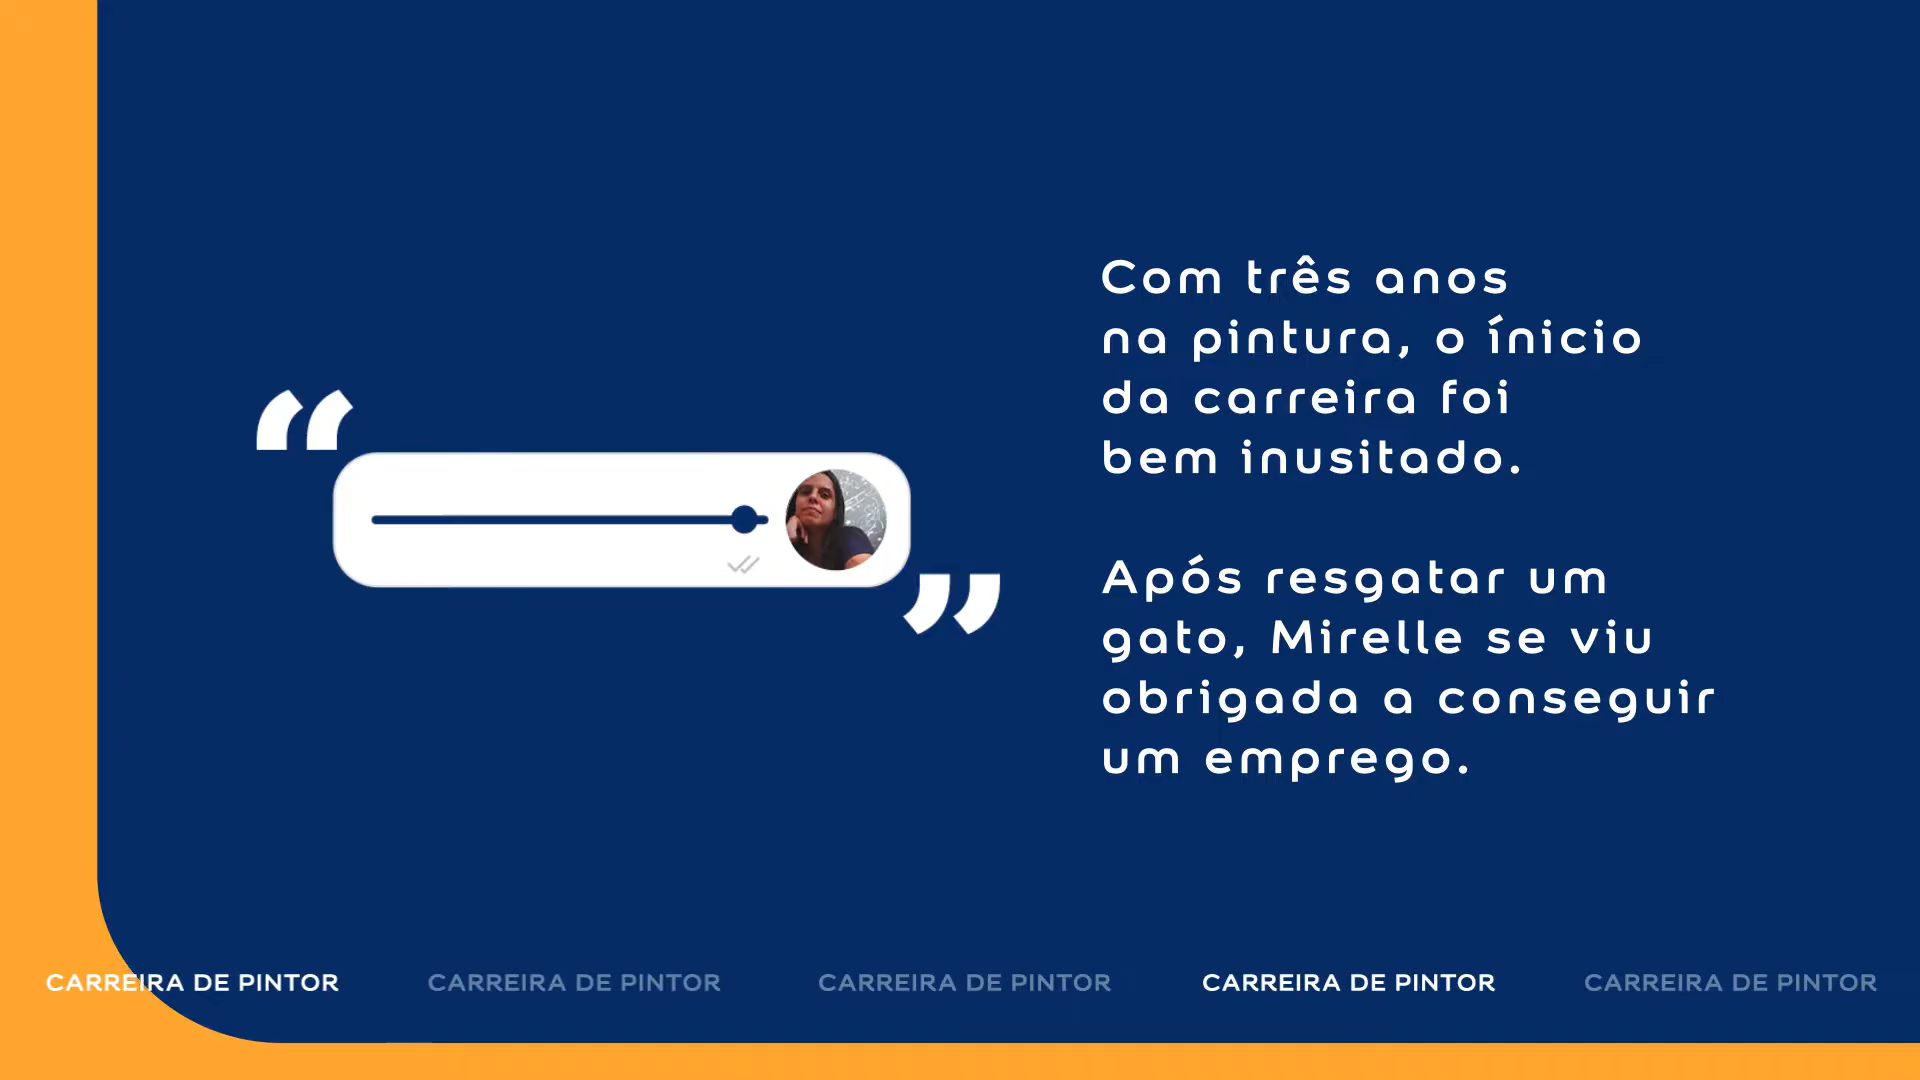 “
”
Com três anos
na pintura, o ínicio
da carreira foi
bem inusitado.
Após resgatar um
gato, Mirelle se viu
obrigada a conseguir
um emprego.
CARREIRA DE PINTOR CARREIRA DE PINTOR CARREIRA DE PINTOR CARREIRA DE PINTOR CARREIRA DE PINTOR